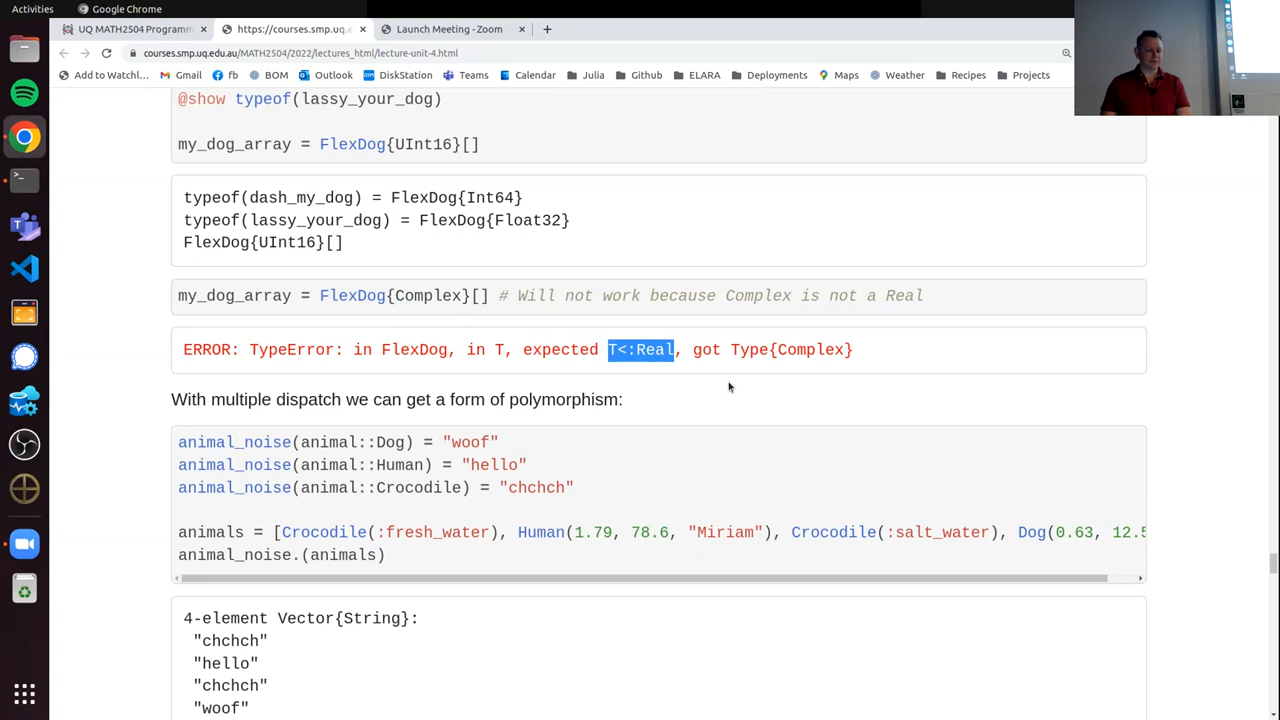 Activities
Google Chrome
UQ MATH2504 Programm
https://courses.smp.uq.e
Launch Meeting - Zoom
courses.smp.uq.edu.au/MATH2504/2022/lectures_html/lecture-unit-4.html
Add to Watchl... Gmail fb BOM Outlook DiskStation Teams Calendar Julia Github ELARA Deployments Maps Weather Recipes Projects
@show typeof(lassy_your_dog)
my_dog_array = FlexDog{UInt16}[]
typeof(dash_my_dog) = FlexDog{Int64}
typeof(lassy_your_dog) = FlexDog{Float32}
FlexDog{UInt16}[]
my_dog_array = FlexDog{Complex}[] # Will not work because Complex is not a Real
ERROR: TypeError: in FlexDog, in T, expected T<:Real, got Type{Complex}
With multiple dispatch we can get a form of polymorphism:
animal_noise(animal::Dog) = "woof"
animal_noise(animal::Human) = "hello"
animal_noise(animal::Crocodile) = "chchch"
animals = [Crocodile(:fresh_water), Human(1.79, 78.6, "Miriam"), Crocodile(:salt_water), Dog(0.63, 12.5
animal_noise.(animals)
4-element Vector{String}:
"chchch"
"hello"
"chchch"
"woof"